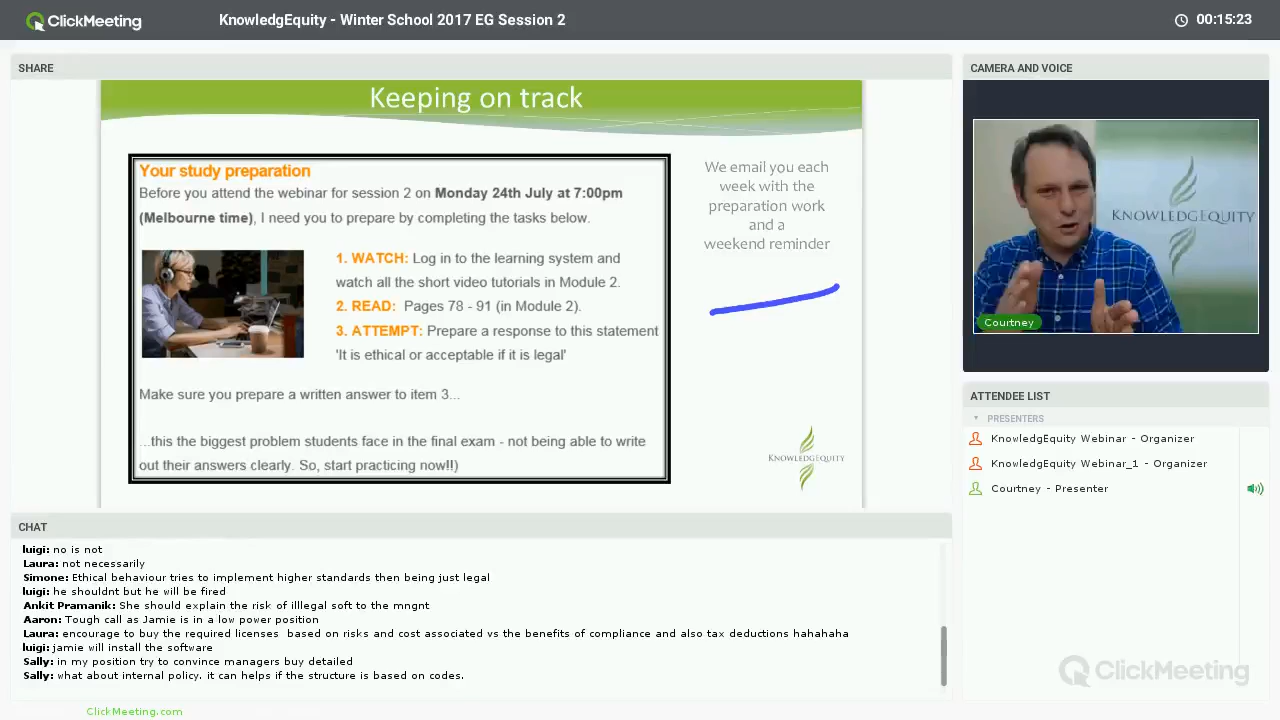 ClickMeeting
KnowledgEquity - Winter School 2017 EG Session 2
00:15:23
SHARE
Keeping on track
Your study preparation
Before you attend the webinar for session 2 on Monday 24th July at 7:00pm
(Melbourne time), I need you to prepare by completing the tasks below.
1. WATCH: Log in to the learning system and
watch all the short video tutorials in Module 2.
2. READ: Pages 78 - 91 (in Module 2).
3. ATTEMPT: Prepare a response to this statement
'It is ethical or acceptable if it is legal'
Make sure you prepare a written answer to item 3...
...this the biggest problem students face in the final exam - not being able to write
out their answers clearly. So, start practicing now!!)
We email you each
week with the
preparation work
and a
weekend reminder
KNOWLEDGEQUITY
CAMERA AND VOICE
KNOWLEDGEQUITY
Courtney
ATTENDEE LIST
PRESENTERS
KnowledgEquity Webinar - Organizer
KnowledgEquity Webinar_1 - Organizer
Courtney - Presenter
CHAT
luigi: no is not
Laura: not necessarily
Simone: Ethical behaviour tries to implement higher standards then being just legal
luigi: he shouldnt but he will be fired
Ankit Pramanik: She should explain the risk of illlegal soft to the mngnt
Aaron: Tough call as Jamie is in a low power position
Laura: encourage to buy the required licenses based on risks and cost associated vs the benefits of compliance and also tax deductions hahahaha
luigi: jamie will install the software
Sally: in my position try to convince managers buy detailed
Sally: what about internal policy. it can helps if the structure is based on codes.
ClickMeeting
ClickMeeting.com